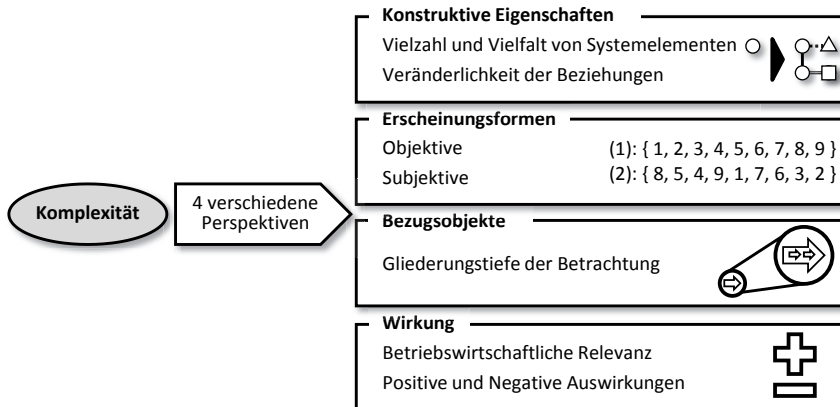 Konstruktive Eigenschaften
Vielzahl und Vielfalt von Systemelementen
Veränderlichkeit der Beziehungen
Erscheinungsformen
Objektive (1): { 1, 2, 3, 4, 5, 6, 7, 8, 9 }
Subjektive (2): { 8, 5, 4, 9, 1, 7, 6, 3, 2 }
Komplexität
4 verschiedene
Perspektiven
Bezugsobjekte
Gliederungstiefe der Betrachtung
Wirkung
Betriebswirtschaftliche Relevanz
Positive und Negative Auswirkungen